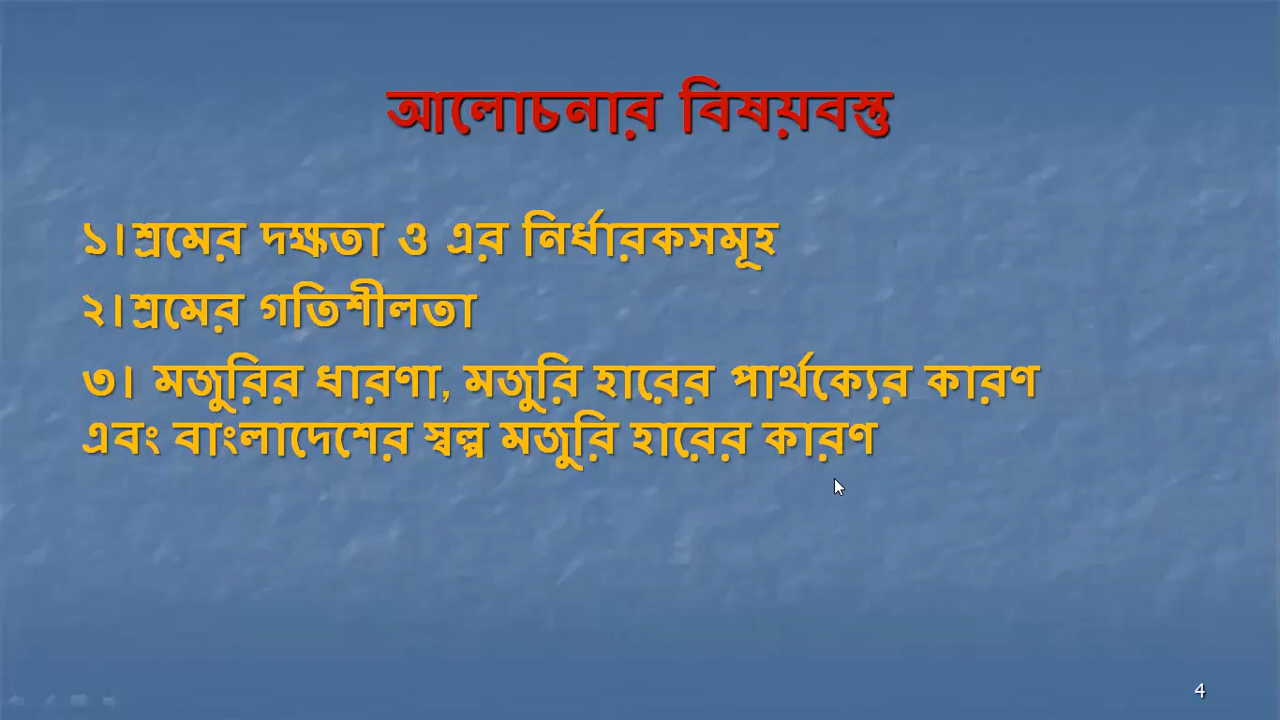 আলোচনার বিষয়বস্তু
১।শ্রমের দক্ষতা ও এর নির্ধারকসমূহ
২।শ্রমের গতিশীলতা
৩। মজুরির ধারণা, মজুরি হারের পার্থক্যের কারণ
এবং বাংলাদেশের স্বল্প মজুরি হারের কারণ
4